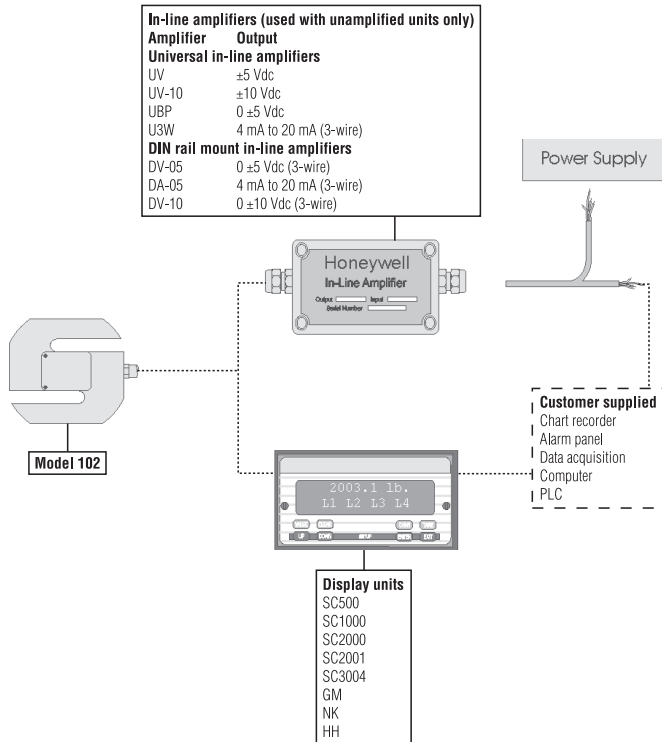 In-line amplifiers (used with unamplified units only)
Amplifier Output
Universal in-line amplifiers
UV ±5 Vdc
UV-10 ±10 Vdc
UBP 0 ±5 Vdc
U3W 4 mA to 20 mA (3-wire)
DIN rail mount in-line amplifiers
DV-05 0 ±5 Vdc (3-wire)
DA-05 4 mA to 20 mA (3-wire)
DV-10 0 ±10 Vdc (3-wire)
Power Supply
Honeywell
In-Line Amplifier
Output Input
Serial Number
Model 102
Customer supplied
Chart recorder
Alarm panel
Data acquisition
Computer
PLC
2003.1 lb.
L1 L2 L3 L4
UP DOWN SETUP ENTER EXIT
Display units
SC500
SC1000
SC2000
SC2001
SC3004
GM
NK
HH